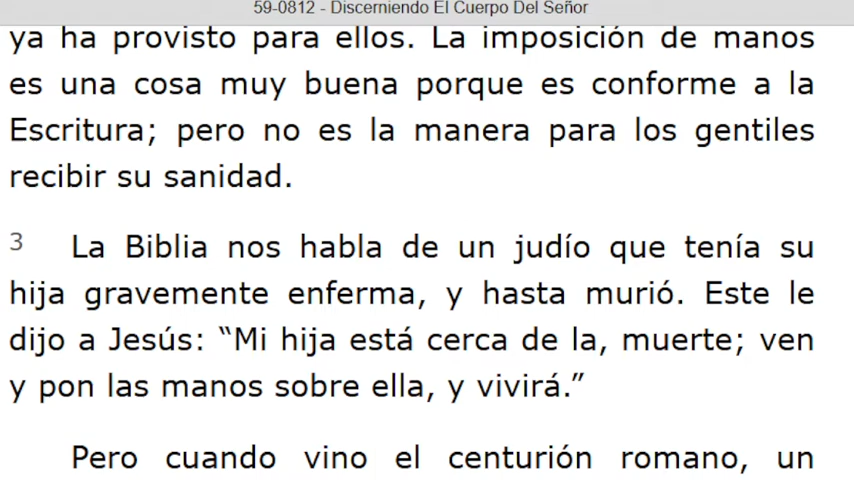 59-0812 - Discerniendo El Cuerpo Del Señor
ya ha provisto para ellos. La imposición de manos
es una cosa muy buena porque es conforme a la
Escritura; pero no es la manera para los gentiles
recibir su sanidad.
3 La Biblia nos habla de un judío que tenía su
hija gravemente enferma, y hasta murió. Este le
dijo a Jesús: “Mi hija está cerca de la, muerte; ven
y pon las manos sobre ella, y vivirá.”
Pero cuando vino el centurión romano, un